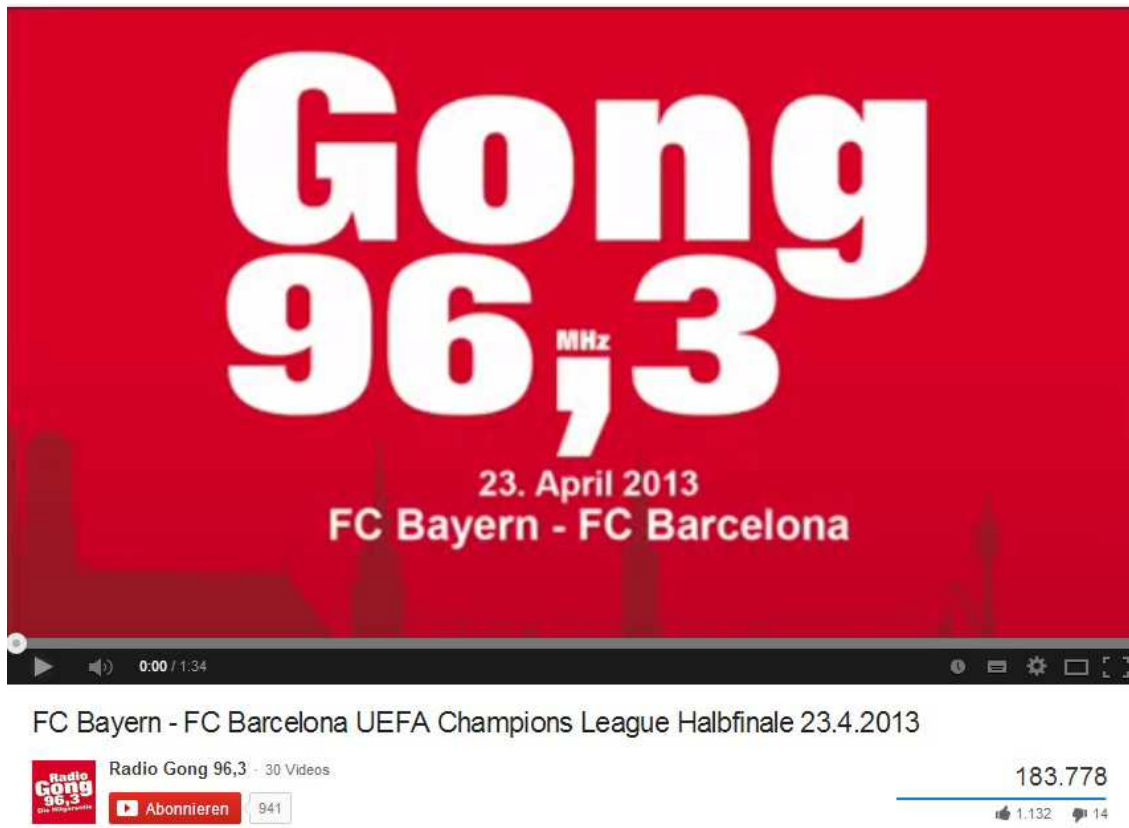 Gong
96,3
MHz
23. April 2013
FC Bayern - FC Barcelona
0:00 / 1:34
FC Bayern - FC Barcelona UEFA Champions League Halbfinale 23.4.2013
Radio
Gong
96,3
Die Hitgarantie
Radio Gong 96,3 - 30 Videos
Abonnieren 941
183.778
1.132 14